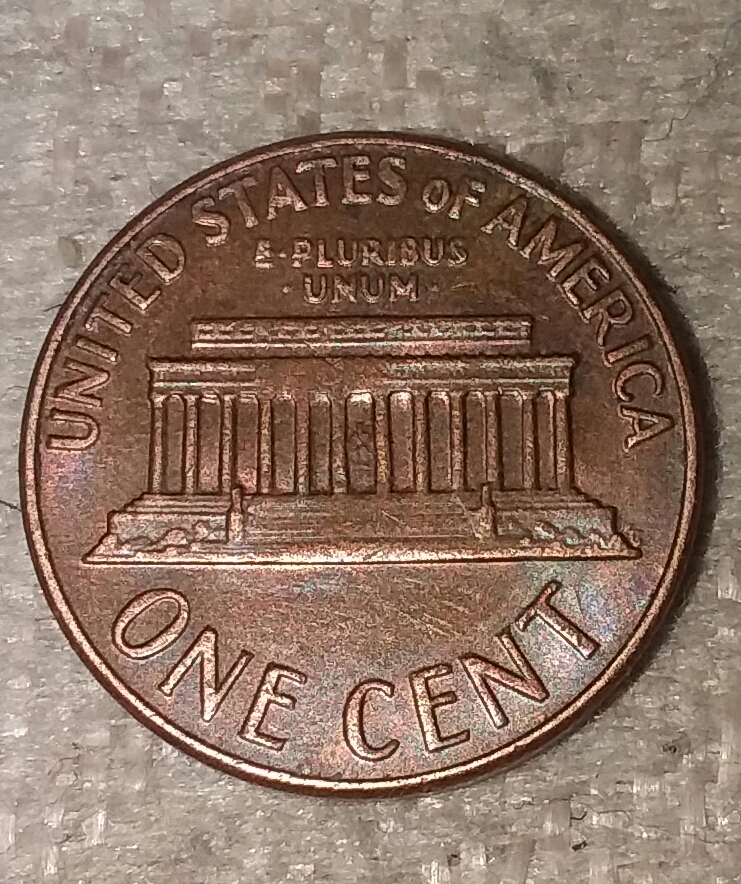 UNITED STATES OF AMERICA
E·PLURIBUS
·UNUM·
ONE CENT